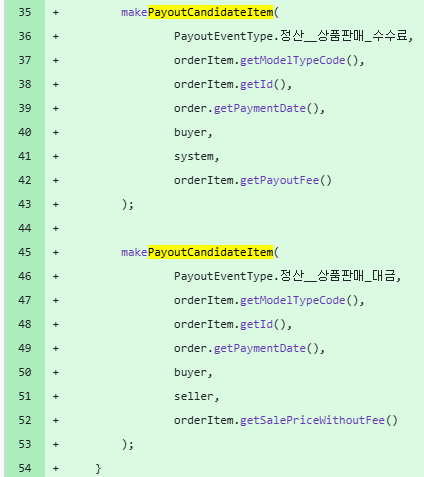 35 + makePayoutCandidateItem(
36 + PayoutEventType.정산__상품판매_수수료,
37 + orderItem.getModelTypeCode(),
38 + orderItem.getId(),
39 + order.getPaymentDate(),
40 + buyer,
41 + system,
42 + orderItem.getPayoutFee()
43 + );
44 +
45 + makePayoutCandidateItem(
46 + PayoutEventType.정산__상품판매_대금,
47 + orderItem.getModelTypeCode(),
48 + orderItem.getId(),
49 + order.getPaymentDate(),
50 + buyer,
51 + seller,
52 + orderItem.getSalePriceWithoutFee()
53 + );
54 + }